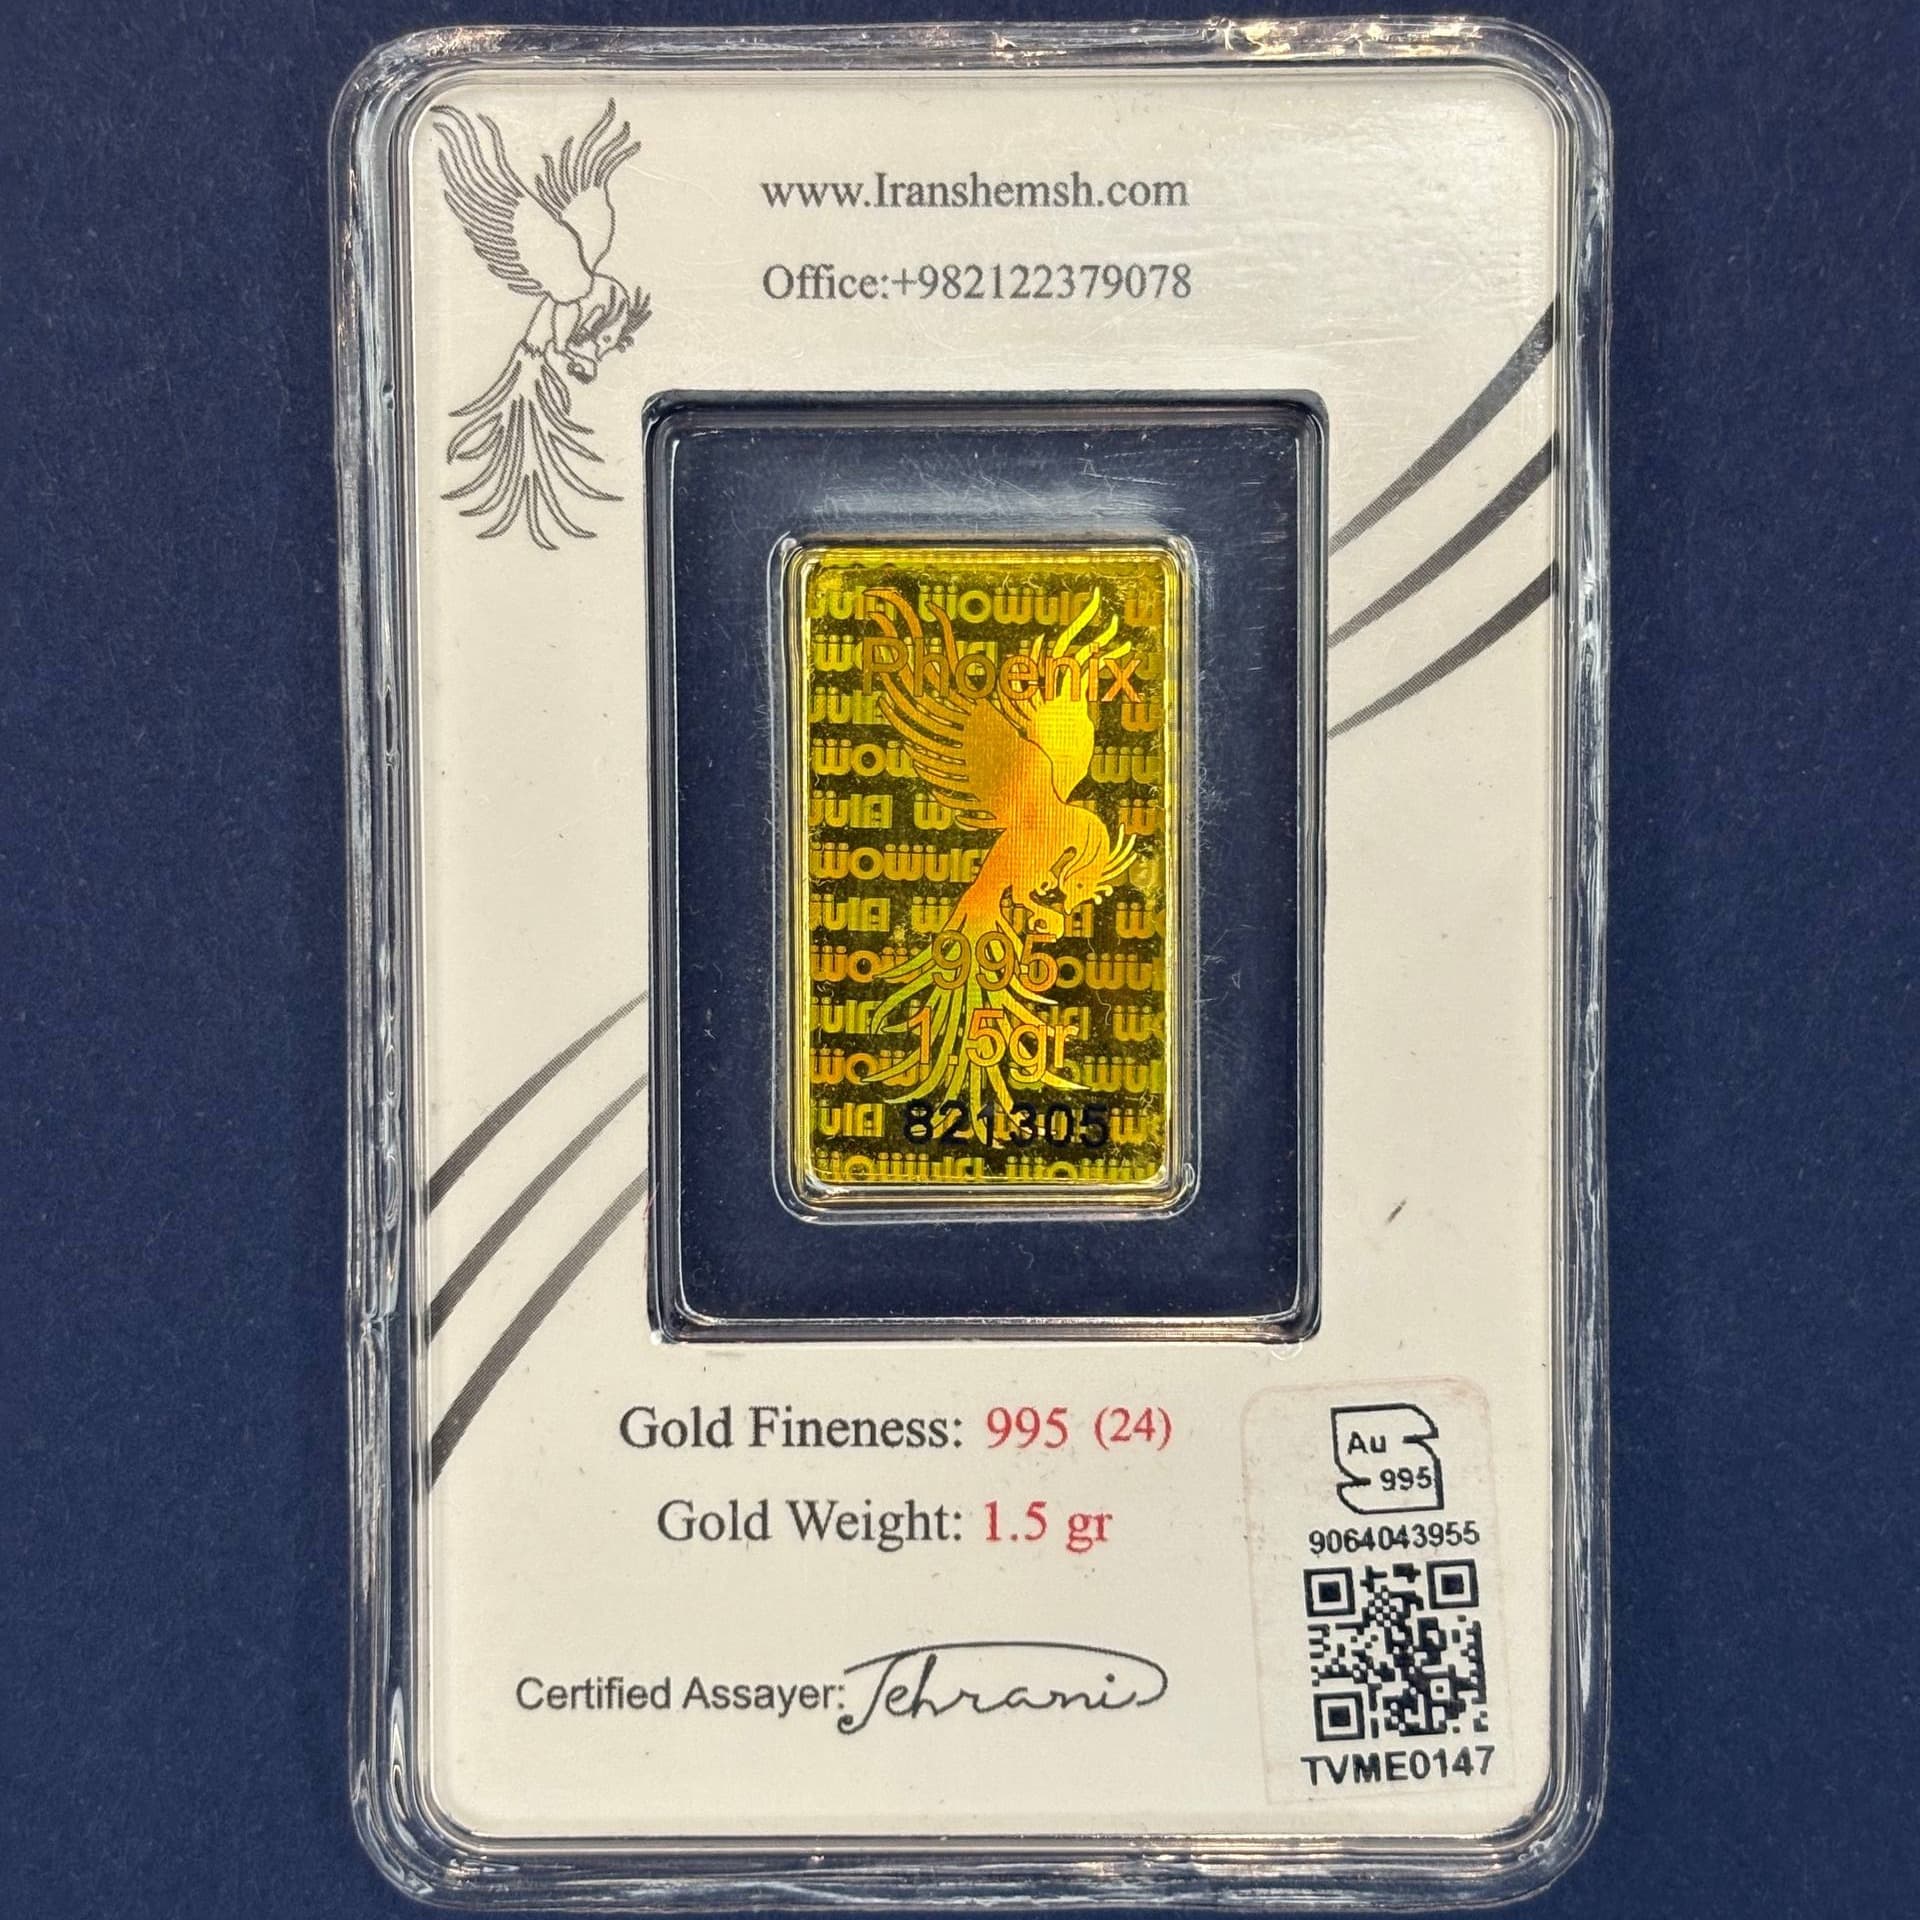 www.Iranshemsh.com
Office:+982122379078
Phoenix
995
1.5gr
821305
Gold Fineness: 995 (24)
Gold Weight: 1.5 gr
Certified Assayer: Tehrani
Au
995
9064043955
TVME0147